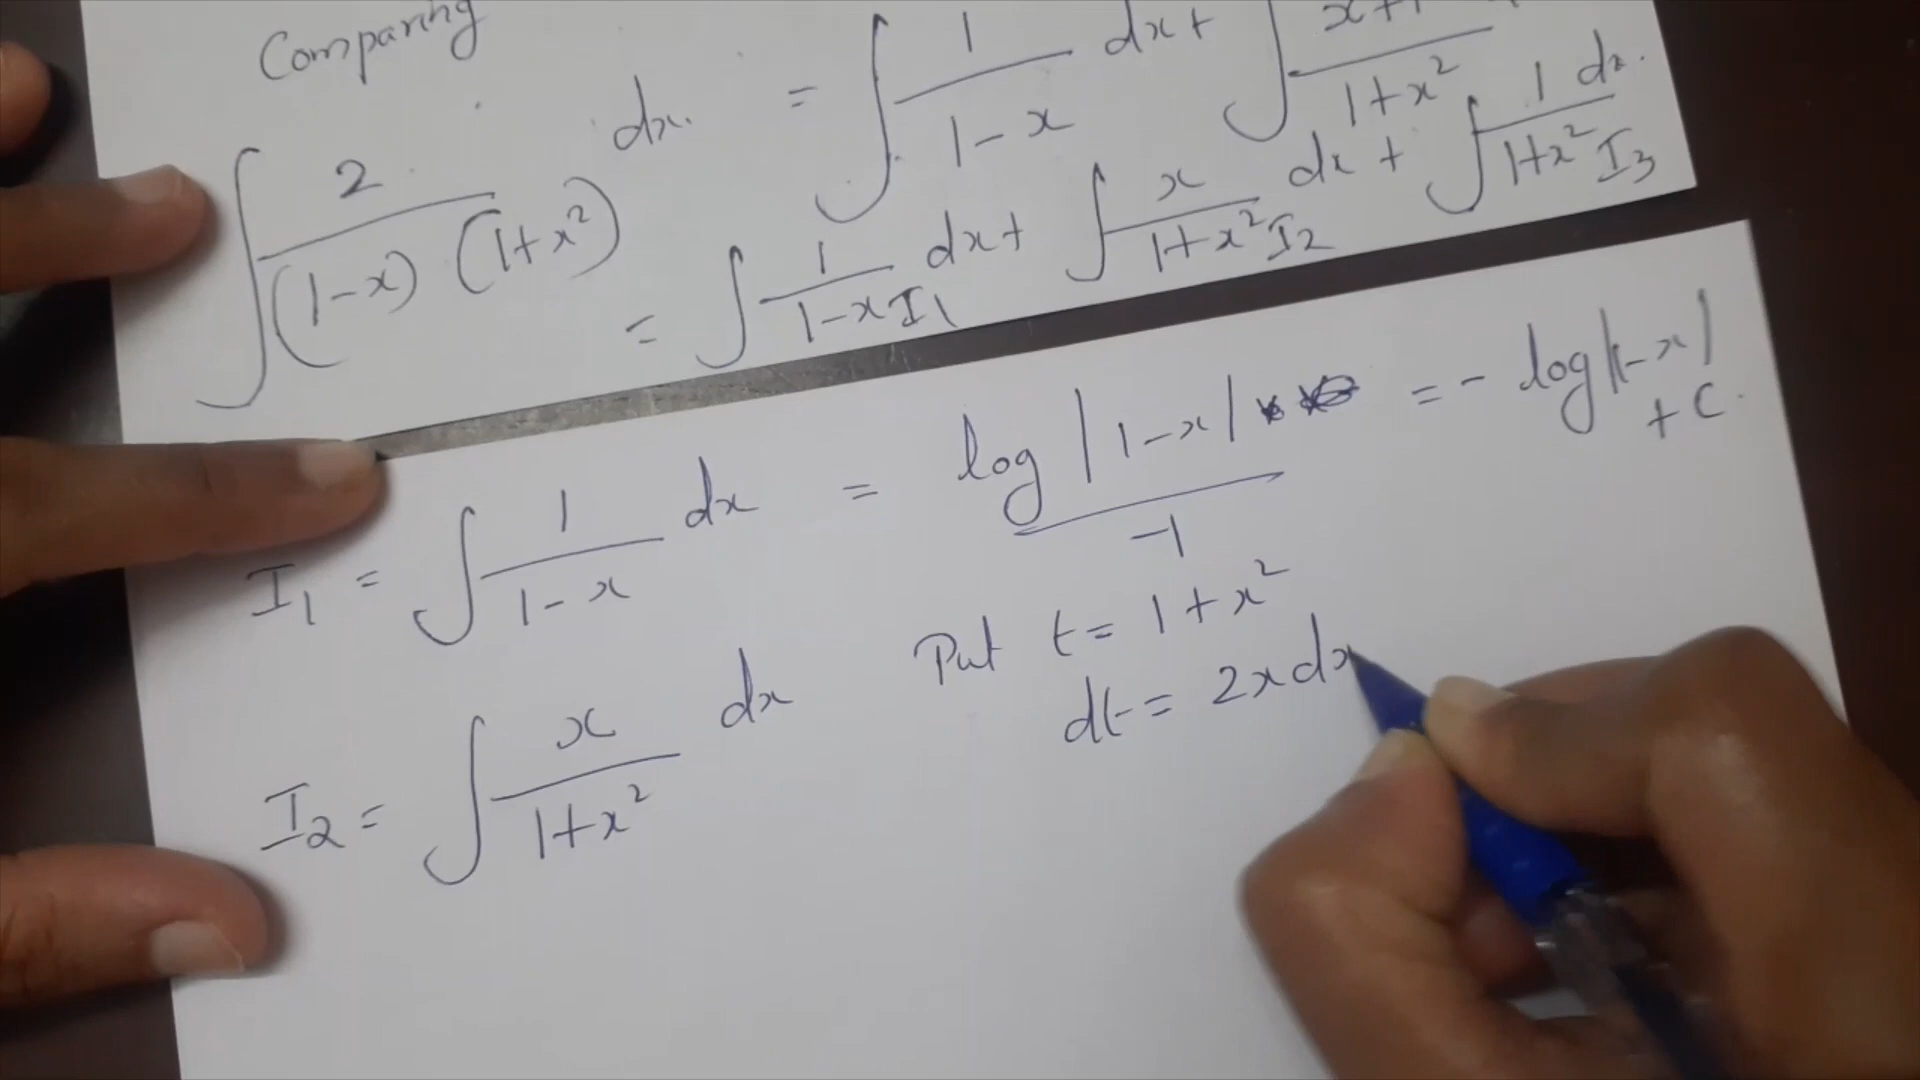 Comparing
∫ 2/((1-x) (1+x²)) dx. = ∫ 1/(1-x) dx + ∫ (x+1)/(1+x²)
= ∫ 1/(1-x) I₁ dx + ∫ x/(1+x²) I₂ dx + ∫ 1/(1+x²) I₃ dx.
I₁ = ∫ 1/(1-x) dx = log |1-x| / -1 = - log |1-x| + C.
I₂ = ∫ x/(1+x²) dx Put t = 1+x²
dt = 2x dx